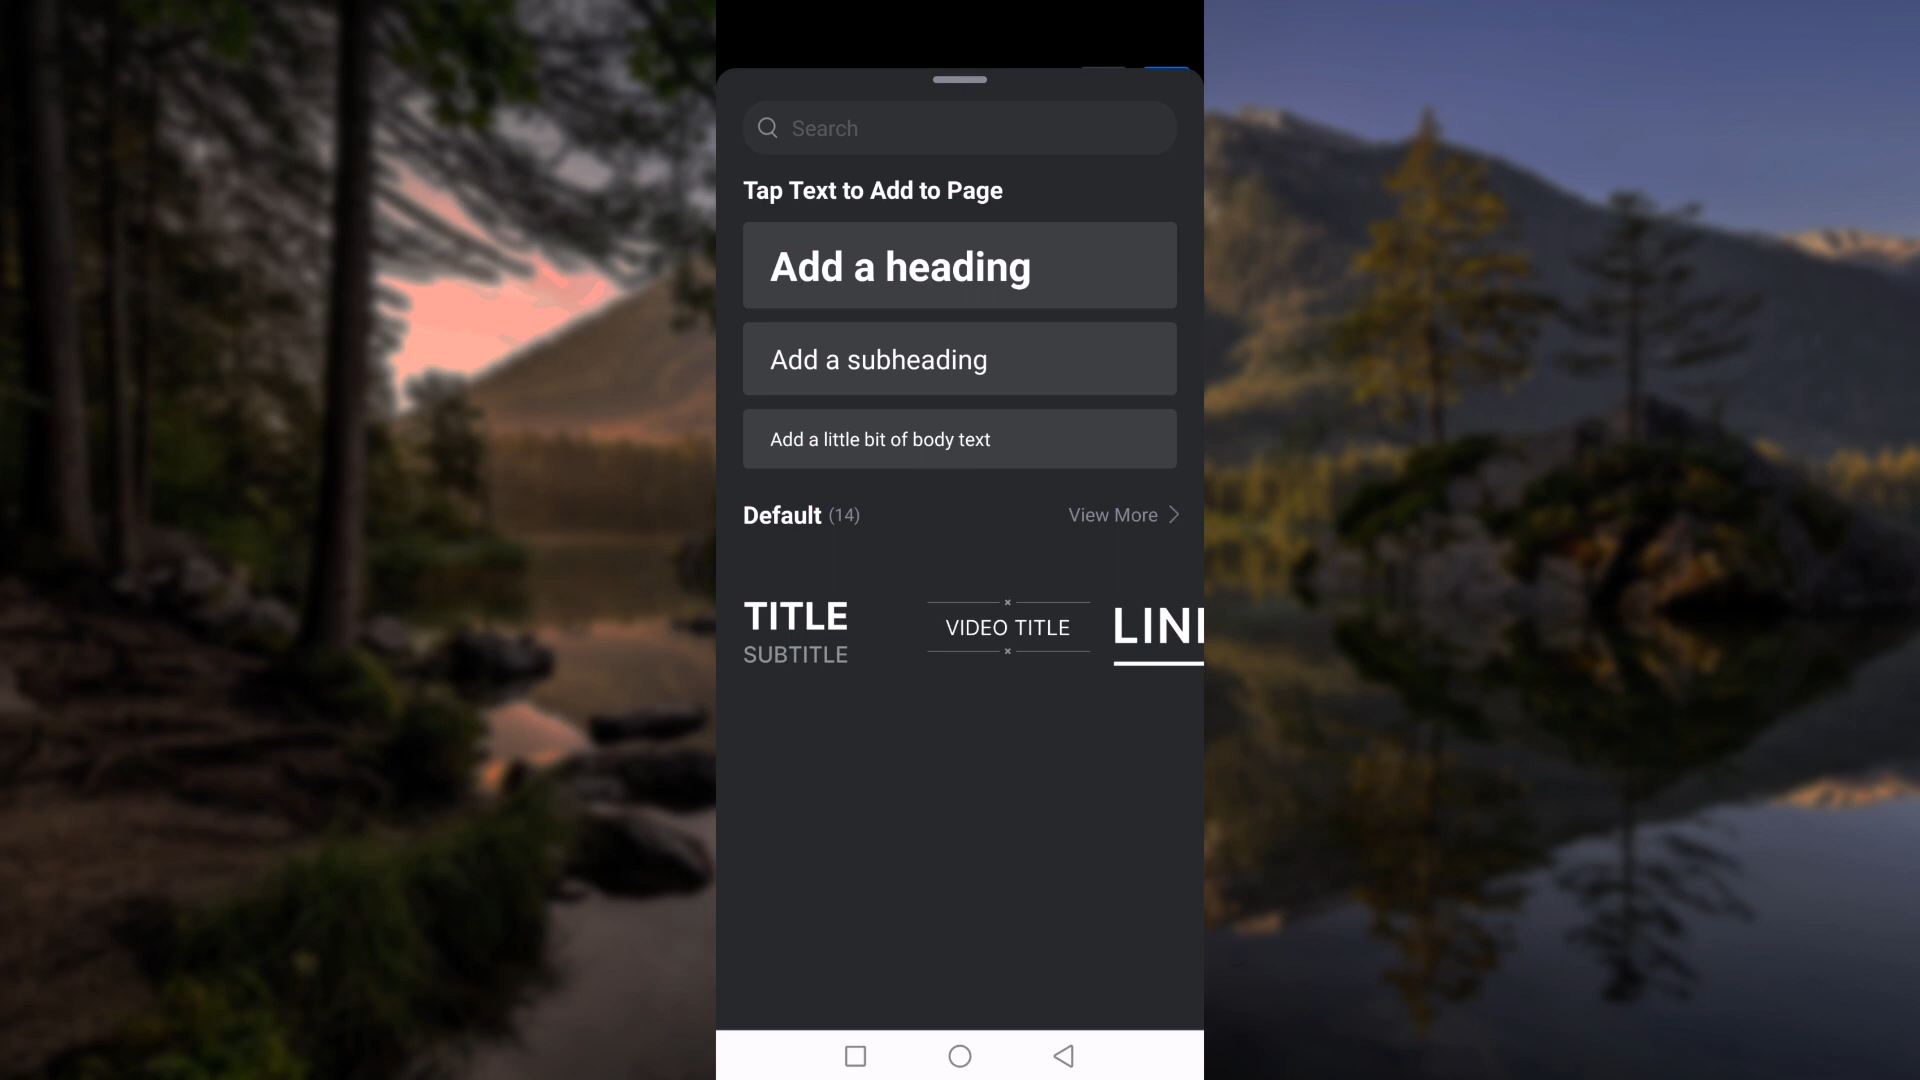 Search
Tap Text to Add to Page
Add a heading
Add a subheading
Add a little bit of body text
Default (14)
View More
TITLE
SUBTITLE
VIDEO TITLE